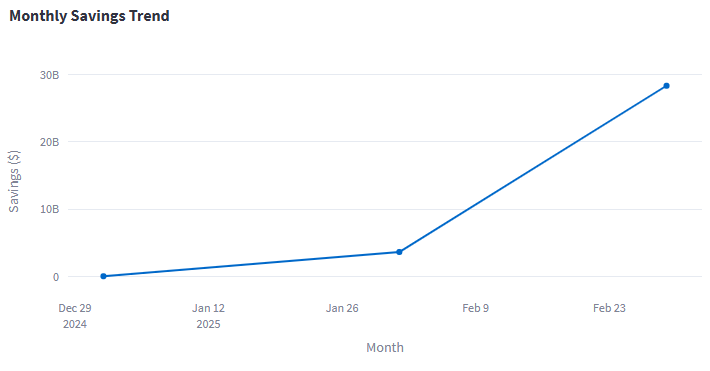 Monthly Savings Trend
30B
20B
10B
0
Savings ($)
Dec 29
2024
Jan 12
2025
Jan 26
Feb 9
Feb 23
Month